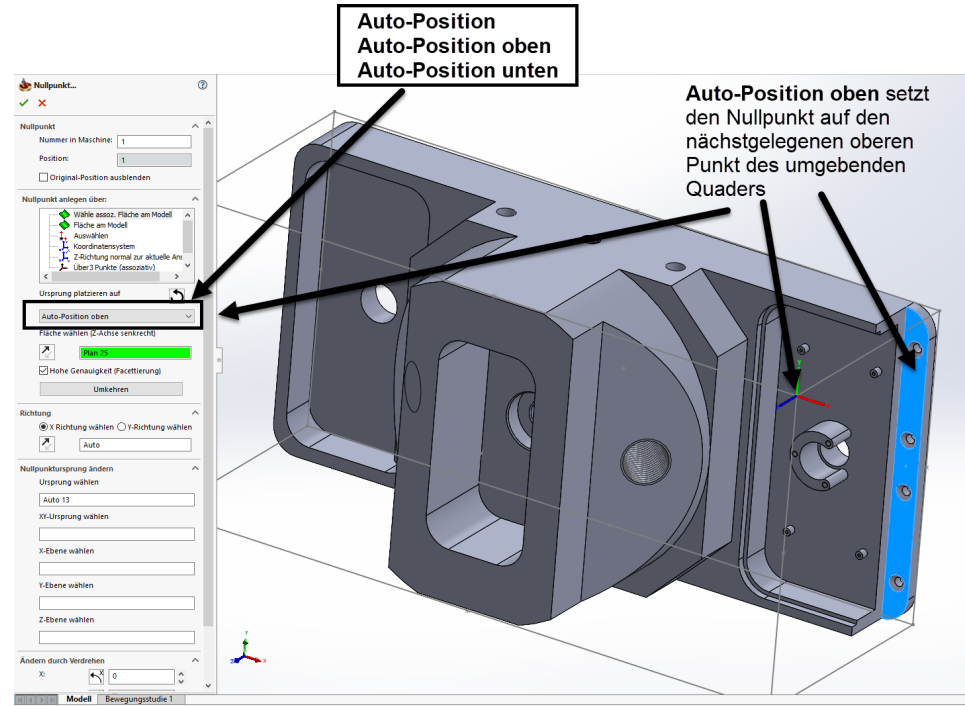 Auto-Position
Auto-Position oben
Auto-Position unten
Auto-Position oben setzt
den Nullpunkt auf den
nächstgelegenen oberen
Punkt des umgebenden
Quaders
Nullpunkt...
Nullpunkt
Nummer in Maschine: 1
Position: 1
Original-Position ausblenden
Nullpunkt anlegen über:
Wähle assoz. Fläche am Modell
Fläche am Modell
Auswählen
Koordinatensystem
Z-Richtung normal zur aktuelle An
Über3 Punkte (assoziativ)
Ursprung platzieren auf
Auto-Position oben
Fläche wählen (Z-Achse senkrecht)
Plan 25
Hohe Genauigkeit (Facettierung)
Umkehren
Richtung
X Richtung wählen Y-Richtung wählen
Auto
Nullpunktursprung ändern
Ursprung wählen
Auto 13
XY-Ursprung wählen
X-Ebene wählen
Y-Ebene wählen
Z-Ebene wählen
Ändern durch Verdrehen
X: 0
Modell Bewegungsstudie 1